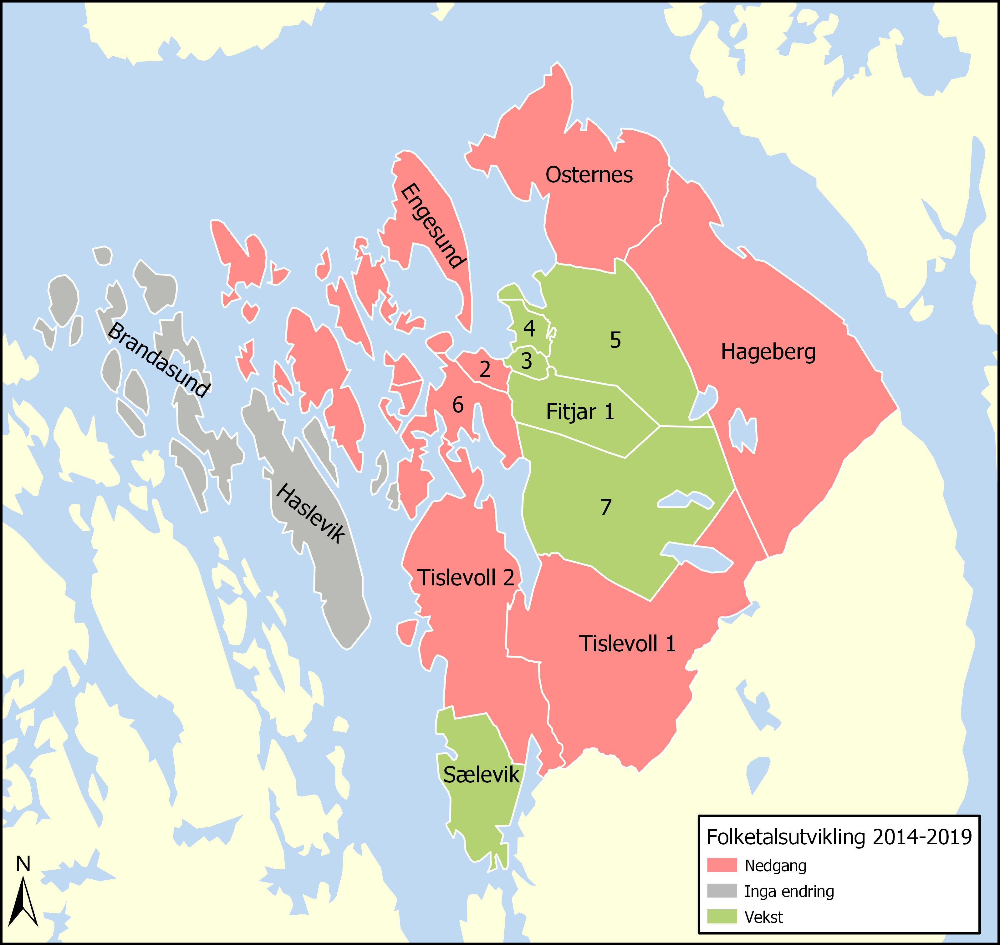 Osternes
Engesund
4
5
Hageberg
Brandasund
3
2
6
Fitjar 1
Haslevik
7
Tislevoll 2
Tislevoll 1
Sælevik
N
Folketalsutvikling 2014-2019
Nedgang
Inga endring
Vekst